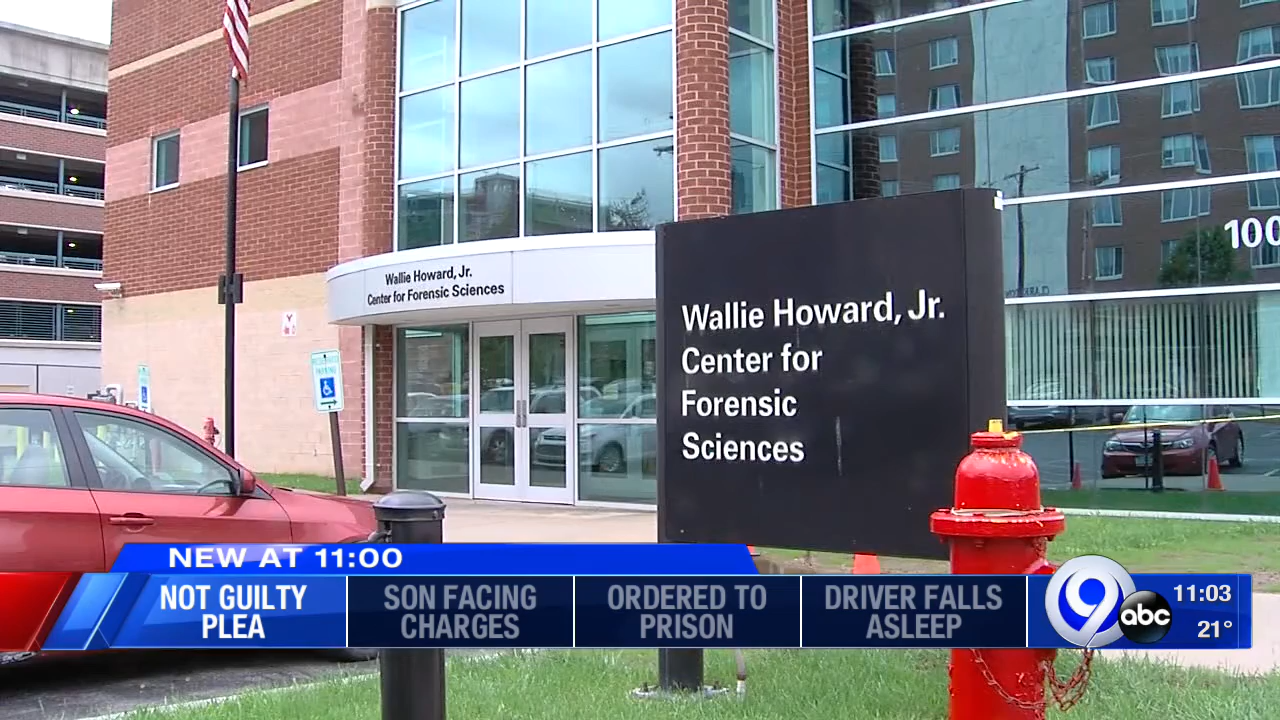 Wallie Howard, Jr.
Center for Forensic Sciences
Wallie Howard, Jr.
Center for
Forensic
Sciences
100
NEW AT 11:00
NOT GUILTY
PLEA
SON FACING
CHARGES
ORDERED TO
PRISON
DRIVER FALLS
ASLEEP
9
abc
11:03
21°